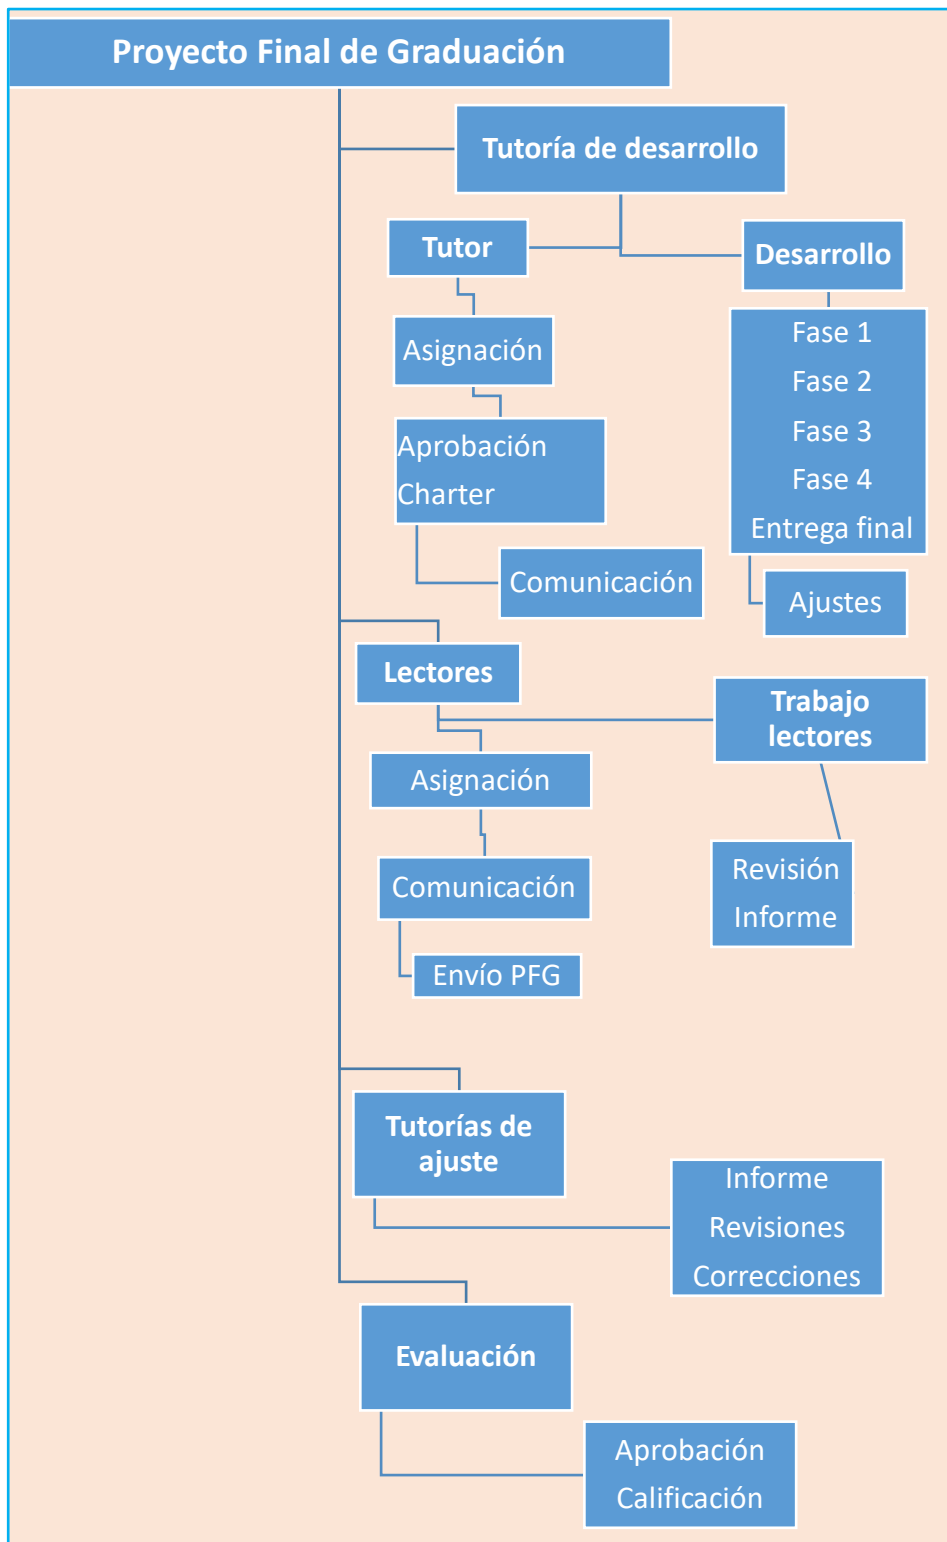 Proyecto Final de Graduación
Tutoría de desarrollo
Tutor
Desarrollo
Asignación
Fase 1
Fase 2
Fase 3
Fase 4
Entrega final
Aprobación
Charter
Comunicación
Ajustes
Lectores
Trabajo
lectores
Asignación
Comunicación
Revisión
Informe
Envío PFG
Tutorías de
ajuste
Informe
Revisiones
Correcciones
Evaluación
Aprobación
Calificación